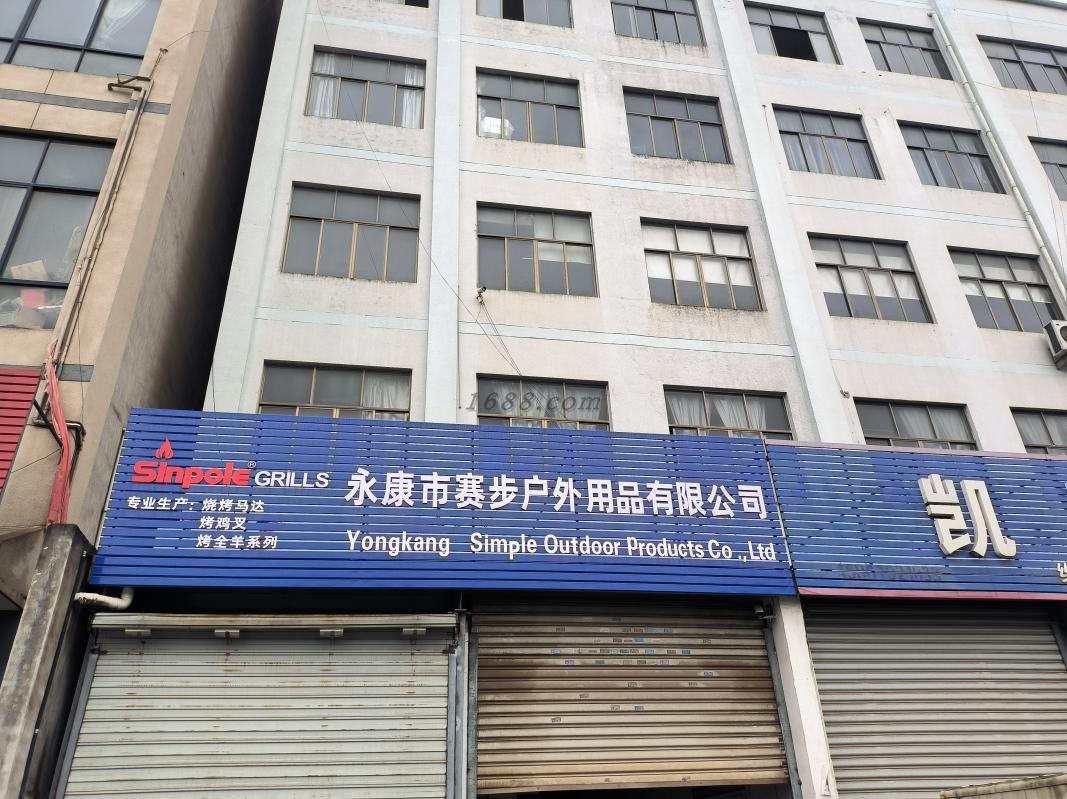 1688.com
Sinpole® GRILLS
专业生产：烧烤马达
烤鸡叉
烤全羊系列
永康市赛步户外用品有限公司
Yongkang Simple Outdoor Products Co .,Ltd
凯